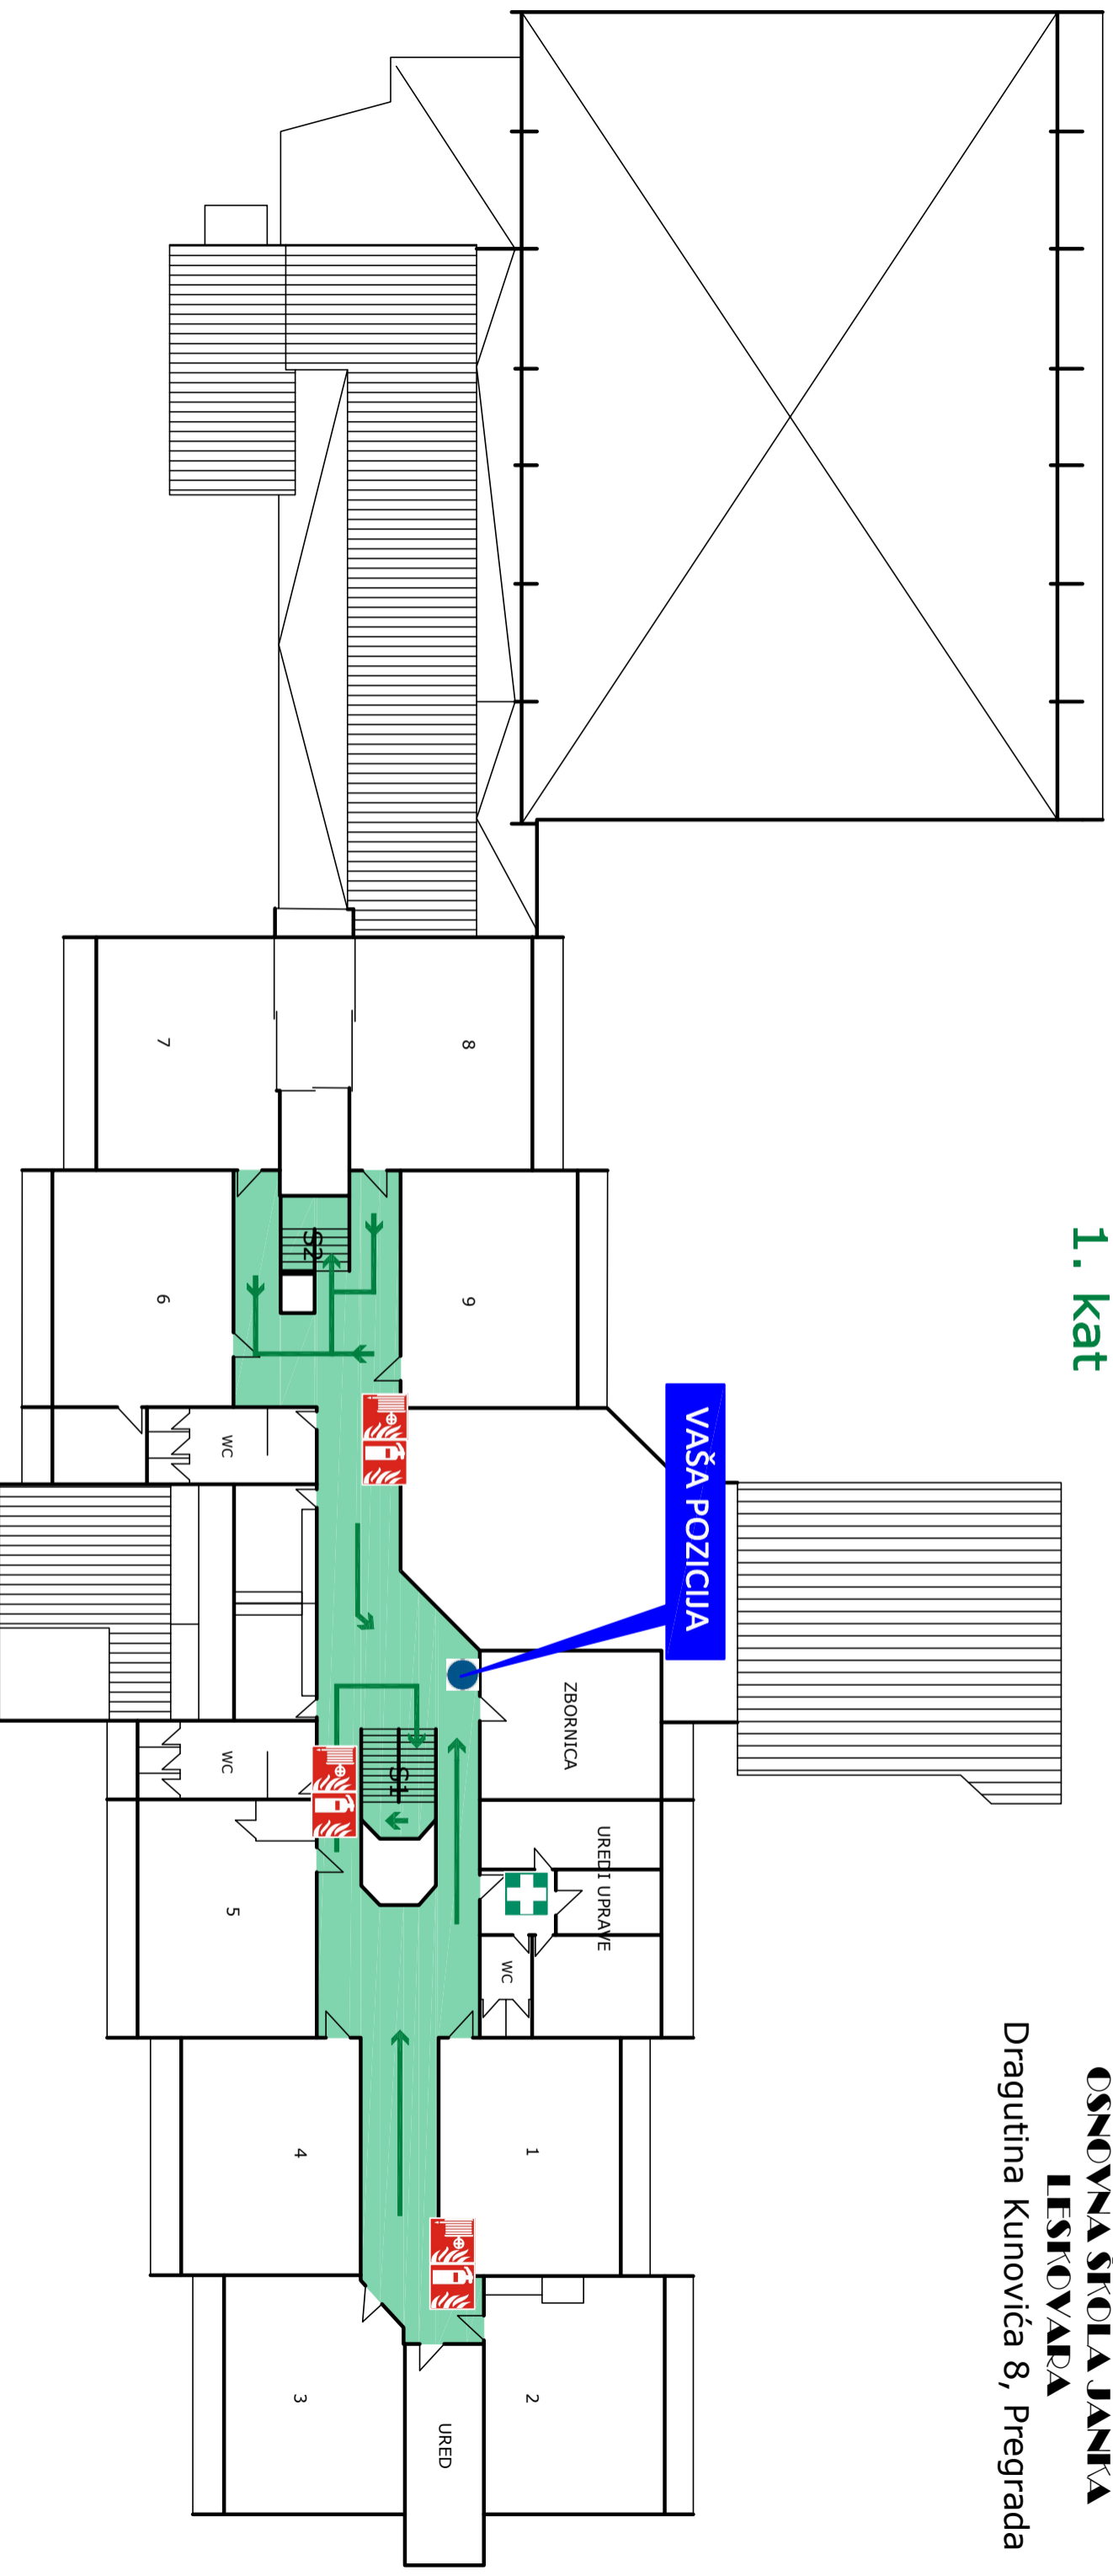 OSNOVNA ŠKOLA JANKA
LESKOVARA
Dragutina Kunovića 8, Pregrada
1. kat
VAŠA POZICIJA
ZBORNICA
UREDI UPRAVE
WC
8
9
1
2
URED
S2
S1
7
6
WC
WC
5
4
3